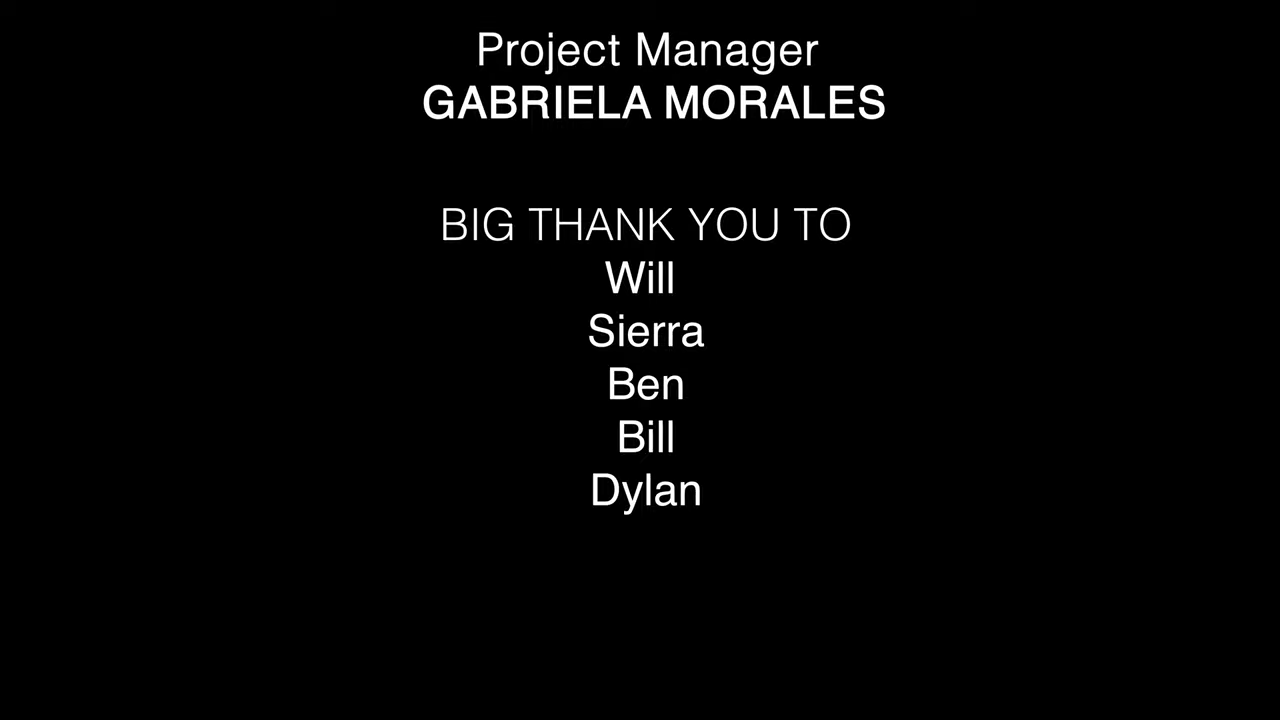 Project Manager
GABRIELA MORALES
BIG THANK YOU TO
Will
Sierra
Ben
Bill
Dylan